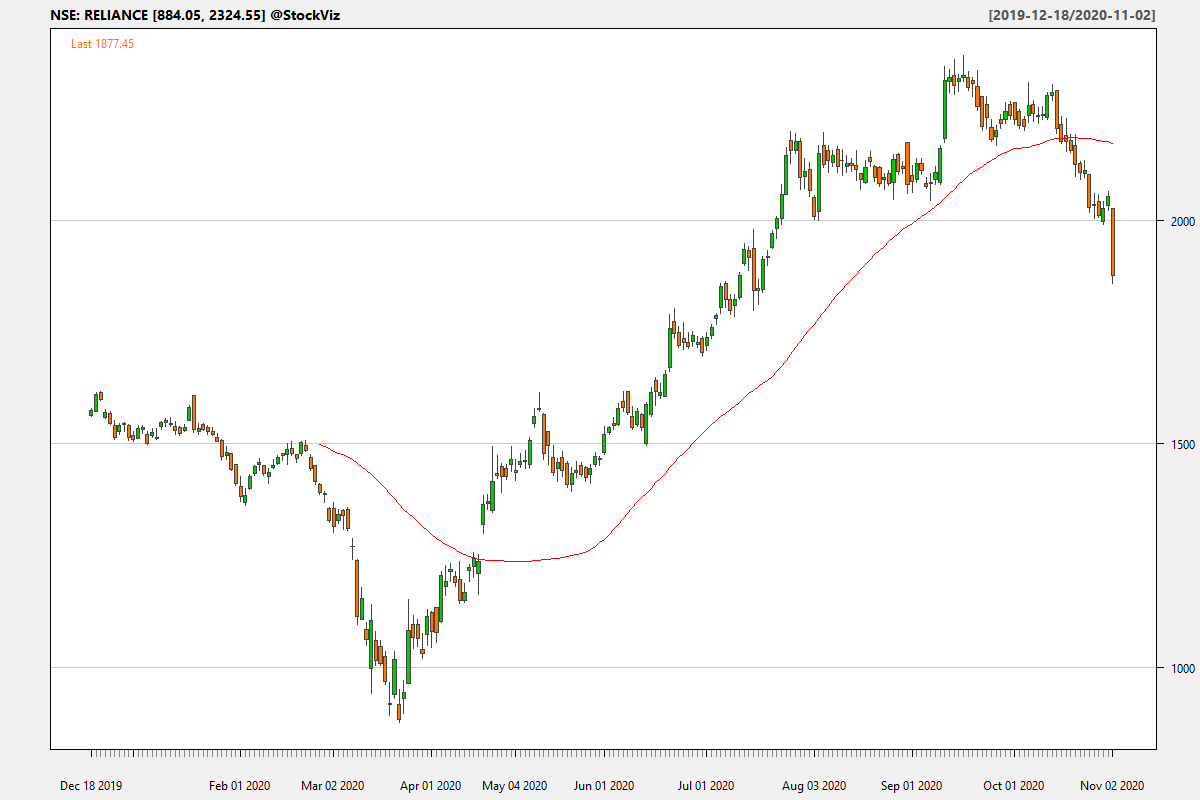 NSE: RELIANCE [884.05, 2324.55] @StockViz
[2019-12-18/2020-11-02]
Last 1877.45
2000
1500
1000
Dec 18 2019 Feb 01 2020 Mar 02 2020 Apr 01 2020 May 04 2020 Jun 01 2020 Jul 01 2020 Aug 03 2020 Sep 01 2020 Oct 01 2020 Nov 02 2020